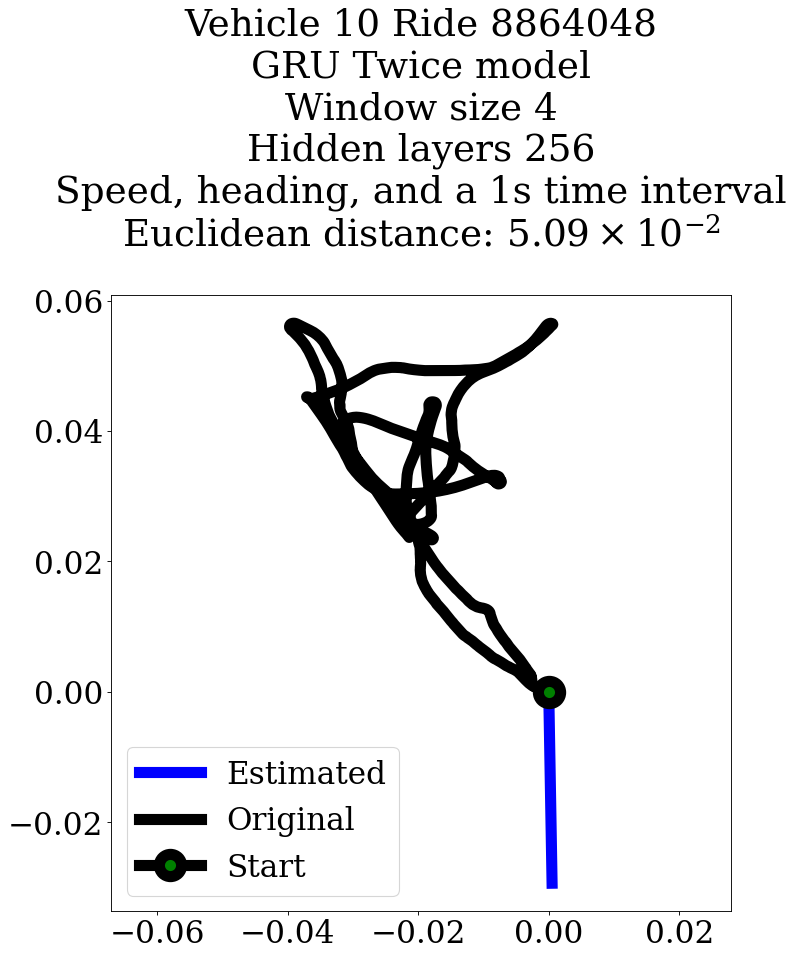 Vehicle 10 Ride 8864048
GRU Twice model
Window size 4
Hidden layers 256
Speed, heading, and a 1s time interval
Euclidean distance: 5.09 × 10⁻²
0.06
0.04
0.02
0.00
−0.02
Estimated
Original
Start
−0.06
−0.04
−0.02
0.00
0.02